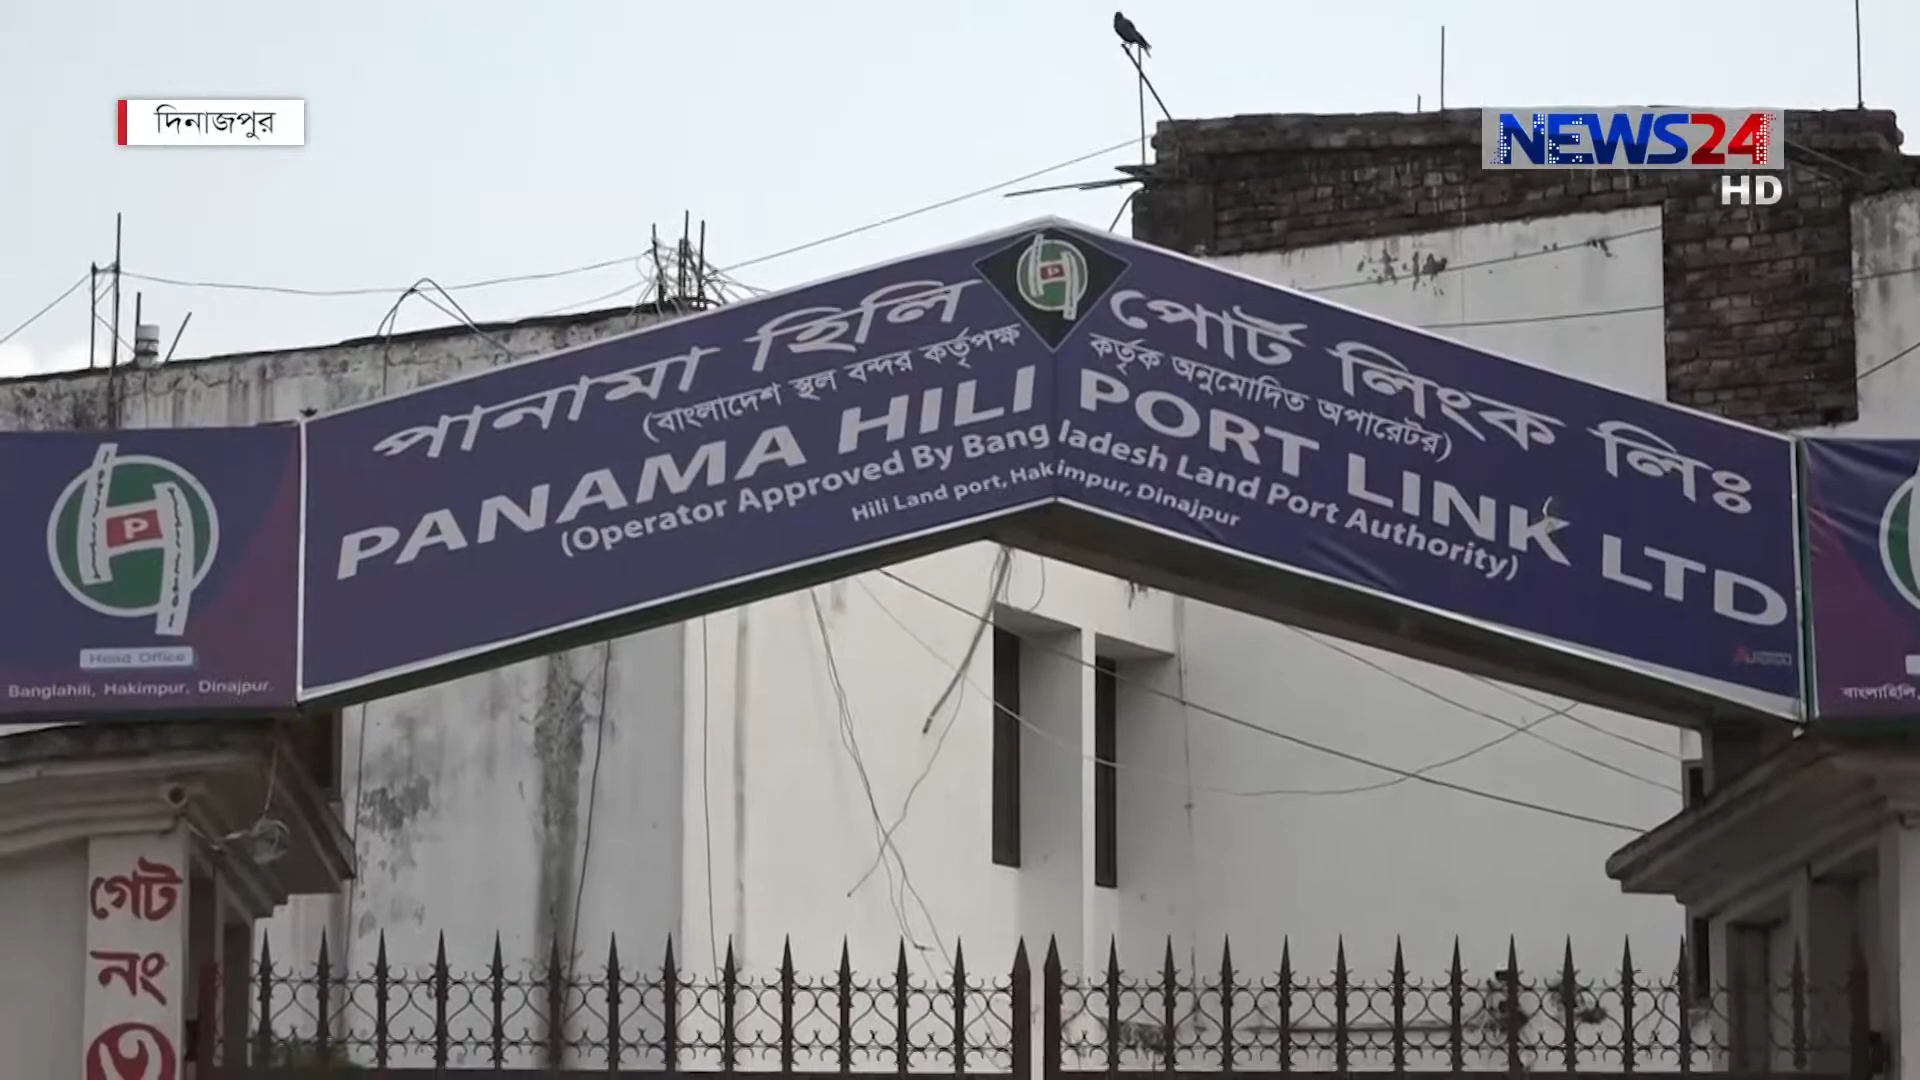 দিনাজপুর
NEWS24
HD
পানামা হিলি পোর্ট লিংক লিঃ
(বাংলাদেশ স্থল বন্দর কর্তৃপক্ষ কর্তৃক অনুমোদিত অপারেটর)
PANAMA HILI PORT LINK LTD
(Operator Approved By Bangladesh Land Port Authority)
Hili Land port, Hakimpur, Dinajpur
P
H P
Head Office
Banglahili, Hakimpur, Dinajpur.
বাংলাহিলি,
গেট
নং
৩